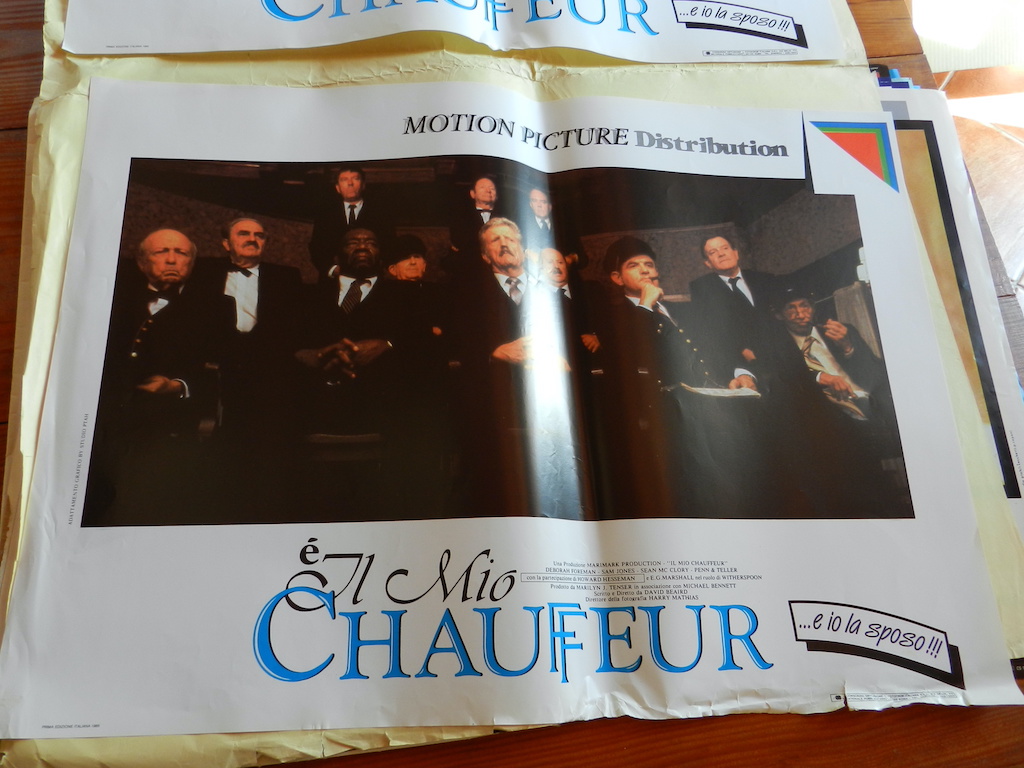 CHAUFFEUR
...e io la sposo!!!
MOTION PICTURE Distribution
ADATTAMENTO GRAFICO BY STUDIO PINO
é
Il Mio
CHAUFFEUR
Una Produzione MARIMARK PRODUCTION - "IL MIO CHAUFFEUR"
DEBORAH FOREMAN - SAM JONES - SEAN MC CLORY - PENN & TELLER
con la partecipazione di HOWARD HESSEMAN e E.G. MARSHALL nel ruolo di WITHERSPOON
Prodotto da MARILYN J. TENSER in associazione con MICHAEL BENNETT
Scritto e Diretto da DAVID BEAIRD
Direttore della fotografia HARRY MATHIAS
...e io la sposo!!!
PRIMA EDIZIONE ITALIANA